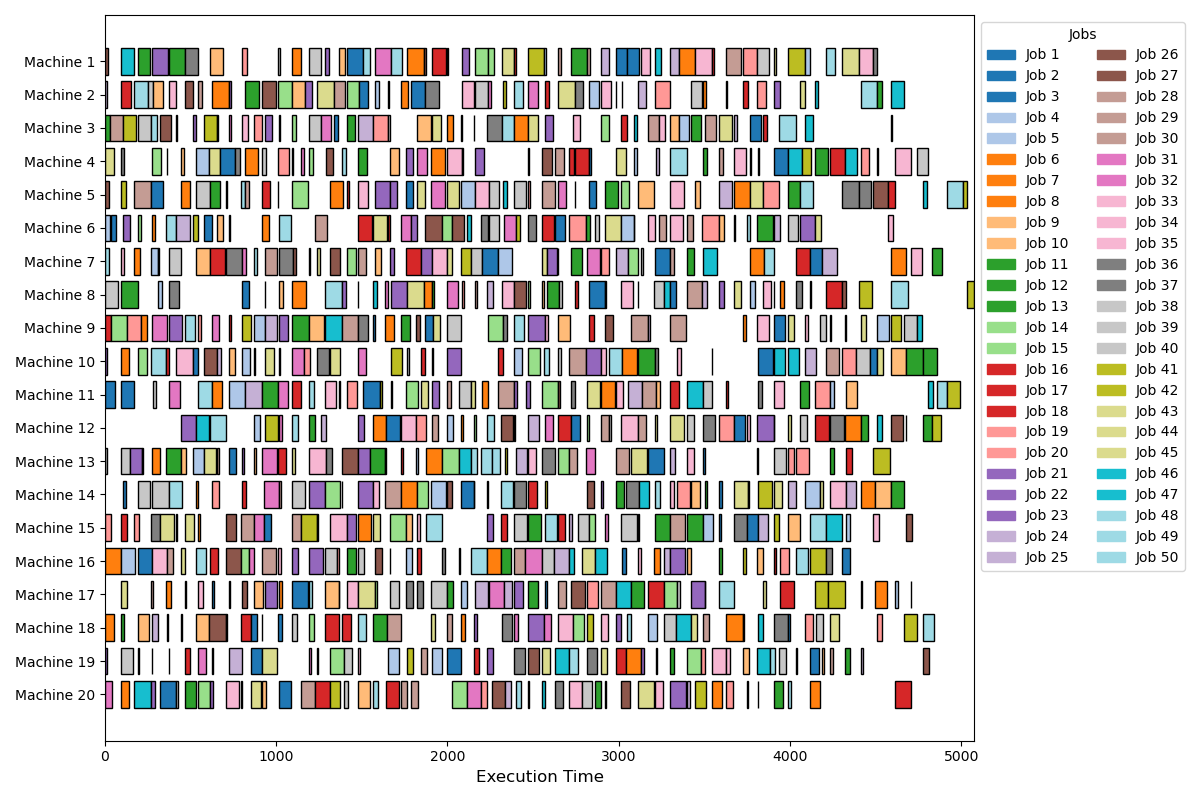 Machine 1
Machine 2
Machine 3
Machine 4
Machine 5
Machine 6
Machine 7
Machine 8
Machine 9
Machine 10
Machine 11
Machine 12
Machine 13
Machine 14
Machine 15
Machine 16
Machine 17
Machine 18
Machine 19
Machine 20
0 1000 2000 3000 4000 5000
Execution Time
Jobs
Job 1
Job 2
Job 3
Job 4
Job 5
Job 6
Job 7
Job 8
Job 9
Job 10
Job 11
Job 12
Job 13
Job 14
Job 15
Job 16
Job 17
Job 18
Job 19
Job 20
Job 21
Job 22
Job 23
Job 24
Job 25
Job 26
Job 27
Job 28
Job 29
Job 30
Job 31
Job 32
Job 33
Job 34
Job 35
Job 36
Job 37
Job 38
Job 39
Job 40
Job 41
Job 42
Job 43
Job 44
Job 45
Job 46
Job 47
Job 48
Job 49
Job 50